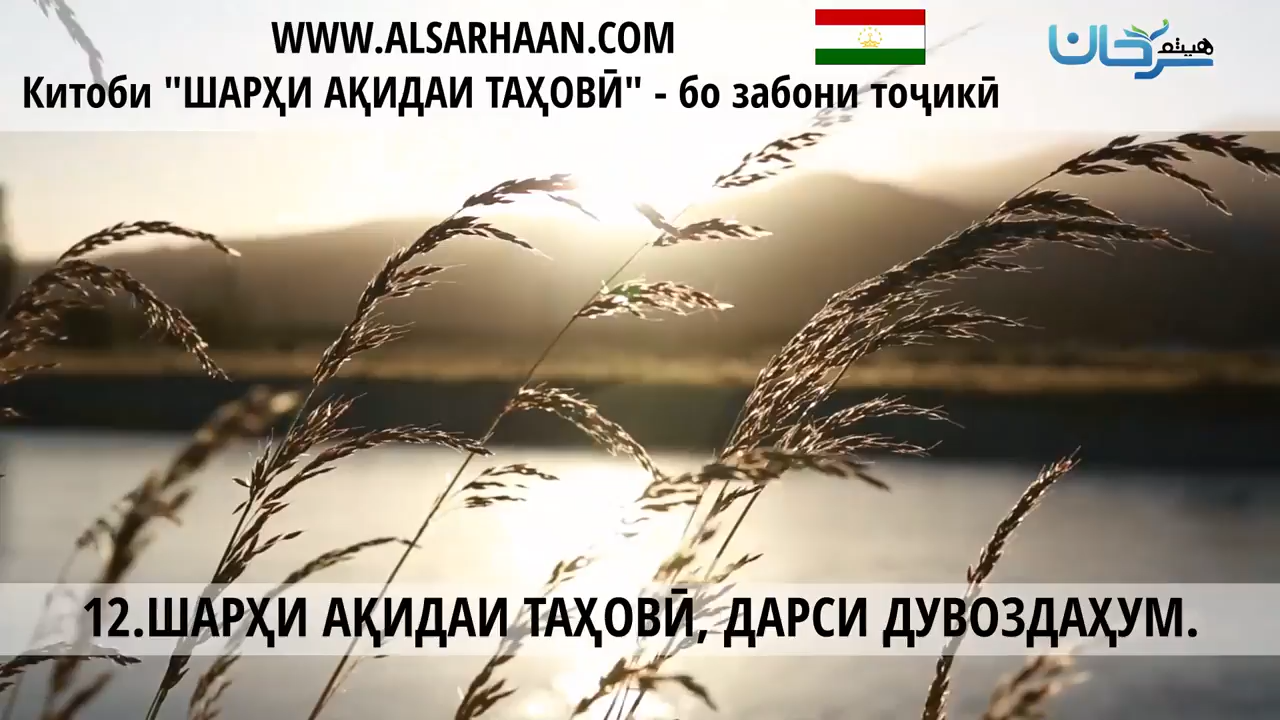 WWW.ALSARHAAN.COM
هيثم سرحان
Китоби "ШАРҲИ АҚИДАИ ТАҲОВӢ" - бо забони тоҷикӣ
12.ШАРҲИ АҚИДАИ ТАҲОВӢ, ДАРСИ ДУВОЗДАҲУМ.